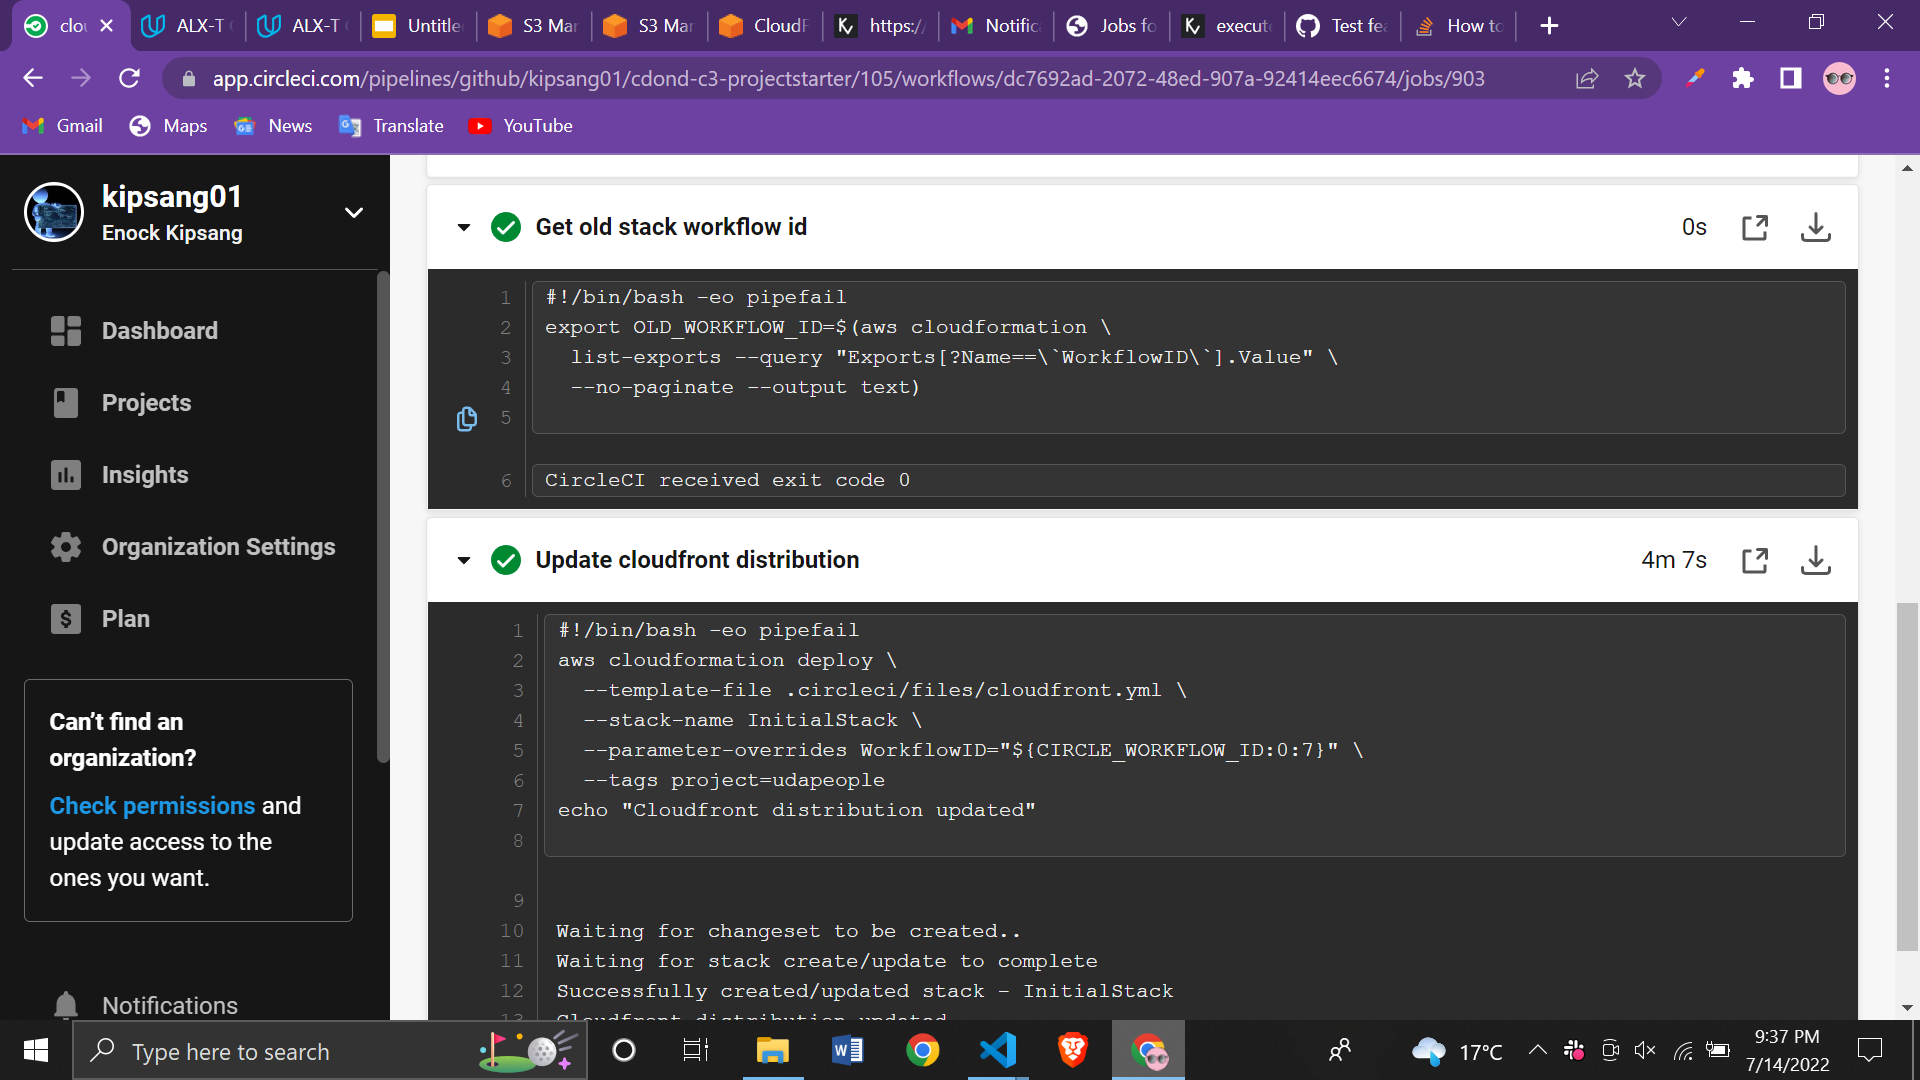 clo
ALX-T
ALX-T
Untitle
S3 Mar
S3 Mar
CloudF
https:/
Notific
Jobs fo
execute
Test fea
How to
app.circleci.com/pipelines/github/kipsang01/cdond-c3-projectstarter/105/workflows/dc7692ad-2072-48ed-907a-92414eec6674/jobs/903
Gmail
Maps
News
Translate
YouTube
kipsang01
Enock Kipsang
Dashboard
Projects
Insights
Organization Settings
Plan
Can’t find an
organization?
Check permissions and
update access to the
ones you want.
Notifications
Get old stack workflow id
0s
1 #!/bin/bash -eo pipefail
2 export OLD_WORKFLOW_ID=$(aws cloudformation \
3 list-exports --query "Exports[?Name==\`WorkflowID\`].Value" \
4 --no-paginate --output text)
5
6 CircleCI received exit code 0
Update cloudfront distribution
4m 7s
1 #!/bin/bash -eo pipefail
2 aws cloudformation deploy \
3 --template-file .circleci/files/cloudfront.yml \
4 --stack-name InitialStack \
5 --parameter-overrides WorkflowID="${CIRCLE_WORKFLOW_ID:0:7}" \
6 --tags project=udapeople
7 echo "Cloudfront distribution updated"
8
9
10 Waiting for changeset to be created..
11 Waiting for stack create/update to complete
12 Successfully created/updated stack - InitialStack
13 Cloudfront distribution updated
Type here to search
17°C
9:37 PM
7/14/2022